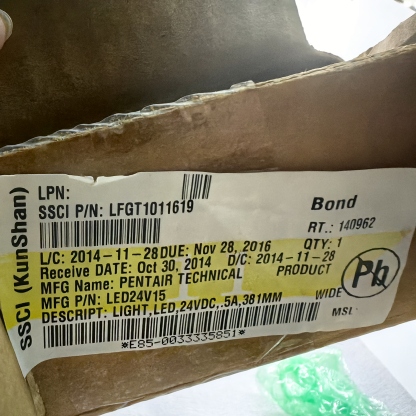 SSCI (KunShan)
LPN:
SSCI P/N: LFGT1011619 Bond
RT.: 140962
L/C: 2014-11-28 DUE: Nov 28, 2016 QTY: 1
Receive DATE: Oct 30, 2014 D/C: 2014-11-28
MFG Name: PENTAIR TECHNICAL PRODUCT
MFG P/N: LED24V15 WIDE
DESCRIPT: LIGHT,LED,24VDC,.5A,381MM MSL:
*E85-0033335851*
Pb